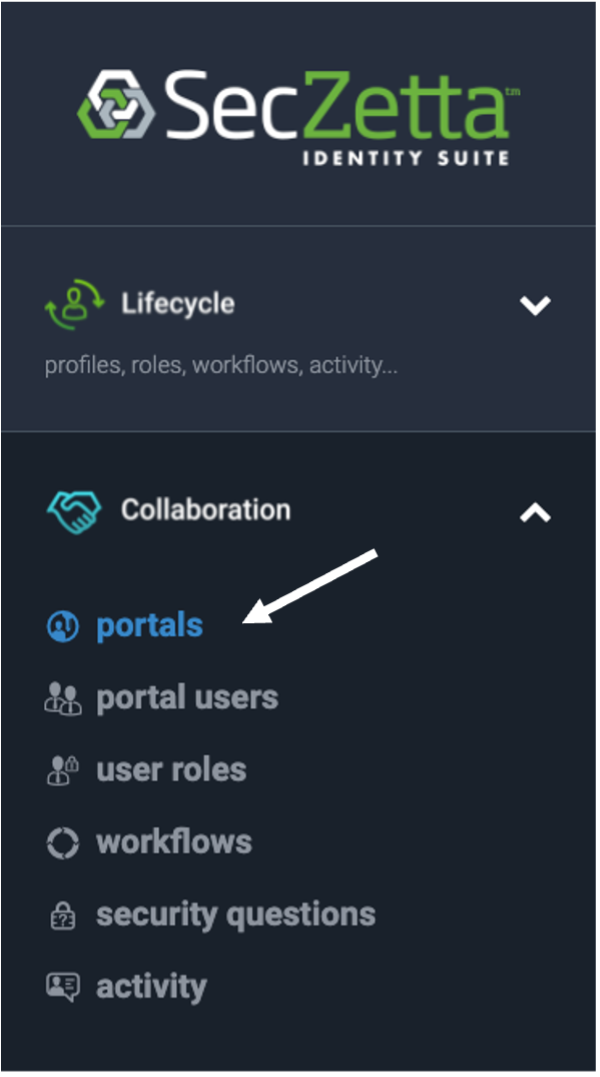 SecZetta™
IDENTITY SUITE
Lifecycle
profiles, roles, workflows, activity...
Collaboration
portals
portal users
user roles
workflows
security questions
activity